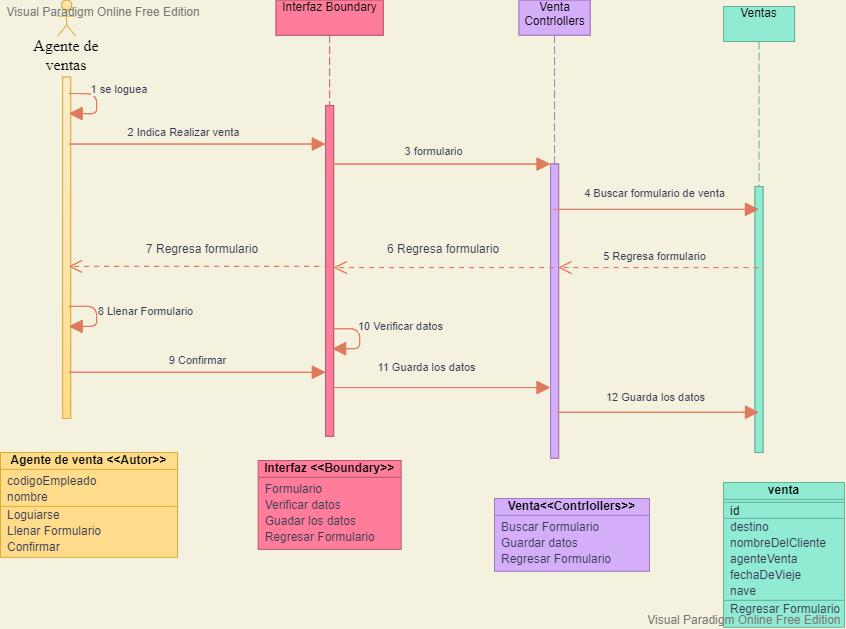 Visual Paradigm Online Free Edition
Interfaz Boundary
Venta
Contrlollers
Ventas
Agente de
ventas
1 se loguea
2 Indica Realizar venta
3 formulario
4 Buscar formulario de venta
7 Regresa formulario
6 Regresa formulario
5 Regresa formulario
8 Llenar Formulario
10 Verificar datos
9 Confirmar
11 Guarda los datos
12 Guarda los datos
Agente de venta <<Autor>>
codigoEmpleado
nombre
Loguiarse
Llenar Formulario
Confirmar
Interfaz <<Boundary>>
Formulario
Verificar datos
Guadar los datos
Regresar Formulario
Venta<<Contrlollers>>
Buscar Formulario
Guardar datos
Regresar Formulario
venta
id
destino
nombreDelCliente
agenteVenta
fechaDeVieje
nave
Regresar Formulario
Visual Paradigm Online Free Edition